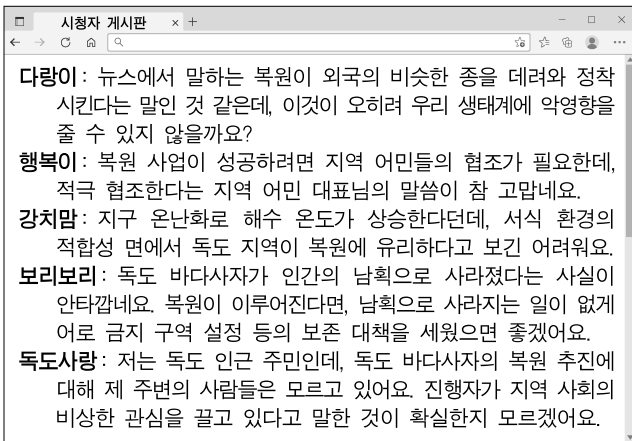 시청자 게시판
다랑이 : 뉴스에서 말하는 복원이 외국의 비슷한 종을 데려와 정착
시킨다는 말인 것 같은데, 이것이 오히려 우리 생태계에 악영향을
줄 수 있지 않을까요?
행복이 : 복원 사업이 성공하려면 지역 어민들의 협조가 필요한데,
적극 협조한다는 지역 어민 대표님의 말씀이 참 고맙네요.
강치맘 : 지구 온난화로 해수 온도가 상승한다던데, 서식 환경의
적합성 면에서 독도 지역이 복원에 유리하다고 보긴 어려워요.
보리보리 : 독도 바다사자가 인간의 남획으로 사라졌다는 사실이
안타깝네요. 복원이 이루어진다면, 남획으로 사라지는 일이 없게
어로 금지 구역 설정 등의 보존 대책을 세웠으면 좋겠어요.
독도사랑 : 저는 독도 인근 주민인데, 독도 바다사자의 복원 추진에
대해 제 주변의 사람들은 모르고 있어요. 진행자가 지역 사회의
비상한 관심을 끌고 있다고 말한 것이 확실한지 모르겠어요.